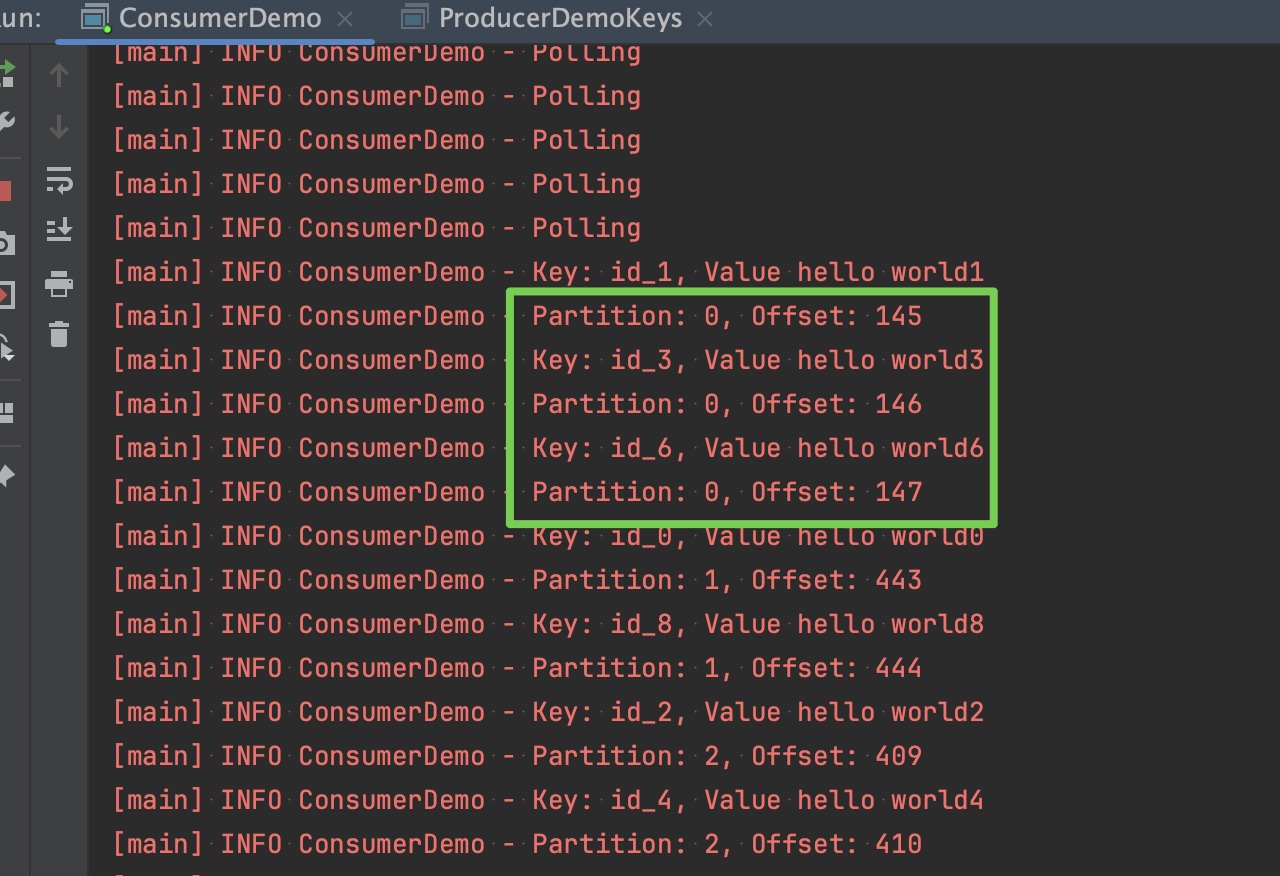 un:
ConsumerDemo
ProducerDemoKeys
[main] INFO ConsumerDemo - Polling
[main] INFO ConsumerDemo - Polling
[main] INFO ConsumerDemo - Polling
[main] INFO ConsumerDemo - Polling
[main] INFO ConsumerDemo - Polling
[main] INFO ConsumerDemo - Key: id_1, Value hello world1
[main] INFO ConsumerDemo - Partition: 0, Offset: 145
[main] INFO ConsumerDemo - Key: id_3, Value hello world3
[main] INFO ConsumerDemo - Partition: 0, Offset: 146
[main] INFO ConsumerDemo - Key: id_6, Value hello world6
[main] INFO ConsumerDemo - Partition: 0, Offset: 147
[main] INFO ConsumerDemo - Key: id_0, Value hello world0
[main] INFO ConsumerDemo - Partition: 1, Offset: 443
[main] INFO ConsumerDemo - Key: id_8, Value hello world8
[main] INFO ConsumerDemo - Partition: 1, Offset: 444
[main] INFO ConsumerDemo - Key: id_2, Value hello world2
[main] INFO ConsumerDemo - Partition: 2, Offset: 409
[main] INFO ConsumerDemo - Key: id_4, Value hello world4
[main] INFO ConsumerDemo - Partition: 2, Offset: 410